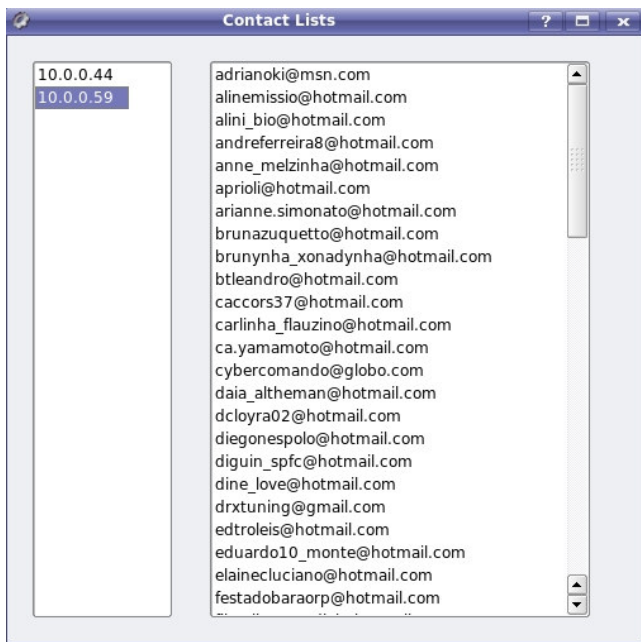 Contact Lists
10.0.0.44
10.0.0.59
adrianoki@msn.com
alinemissio@hotmail.com
alini_bio@hotmail.com
andreferreira8@hotmail.com
anne_melzinha@hotmail.com
aprioli@hotmail.com
arianne.simonato@hotmail.com
brunazuquetto@hotmail.com
brunynha_xonadynha@hotmail.com
btleandro@hotmail.com
caccors37@hotmail.com
carlinha_flauzino@hotmail.com
ca.yamamoto@hotmail.com
cybercomando@globo.com
daia_altheman@hotmail.com
dcloyra02@hotmail.com
diegonespolo@hotmail.com
diguin_spfc@hotmail.com
dine_love@hotmail.com
drxtuning@gmail.com
edtroleis@hotmail.com
eduardo10_monte@hotmail.com
elainecluciano@hotmail.com
festadobaraorp@hotmail.com